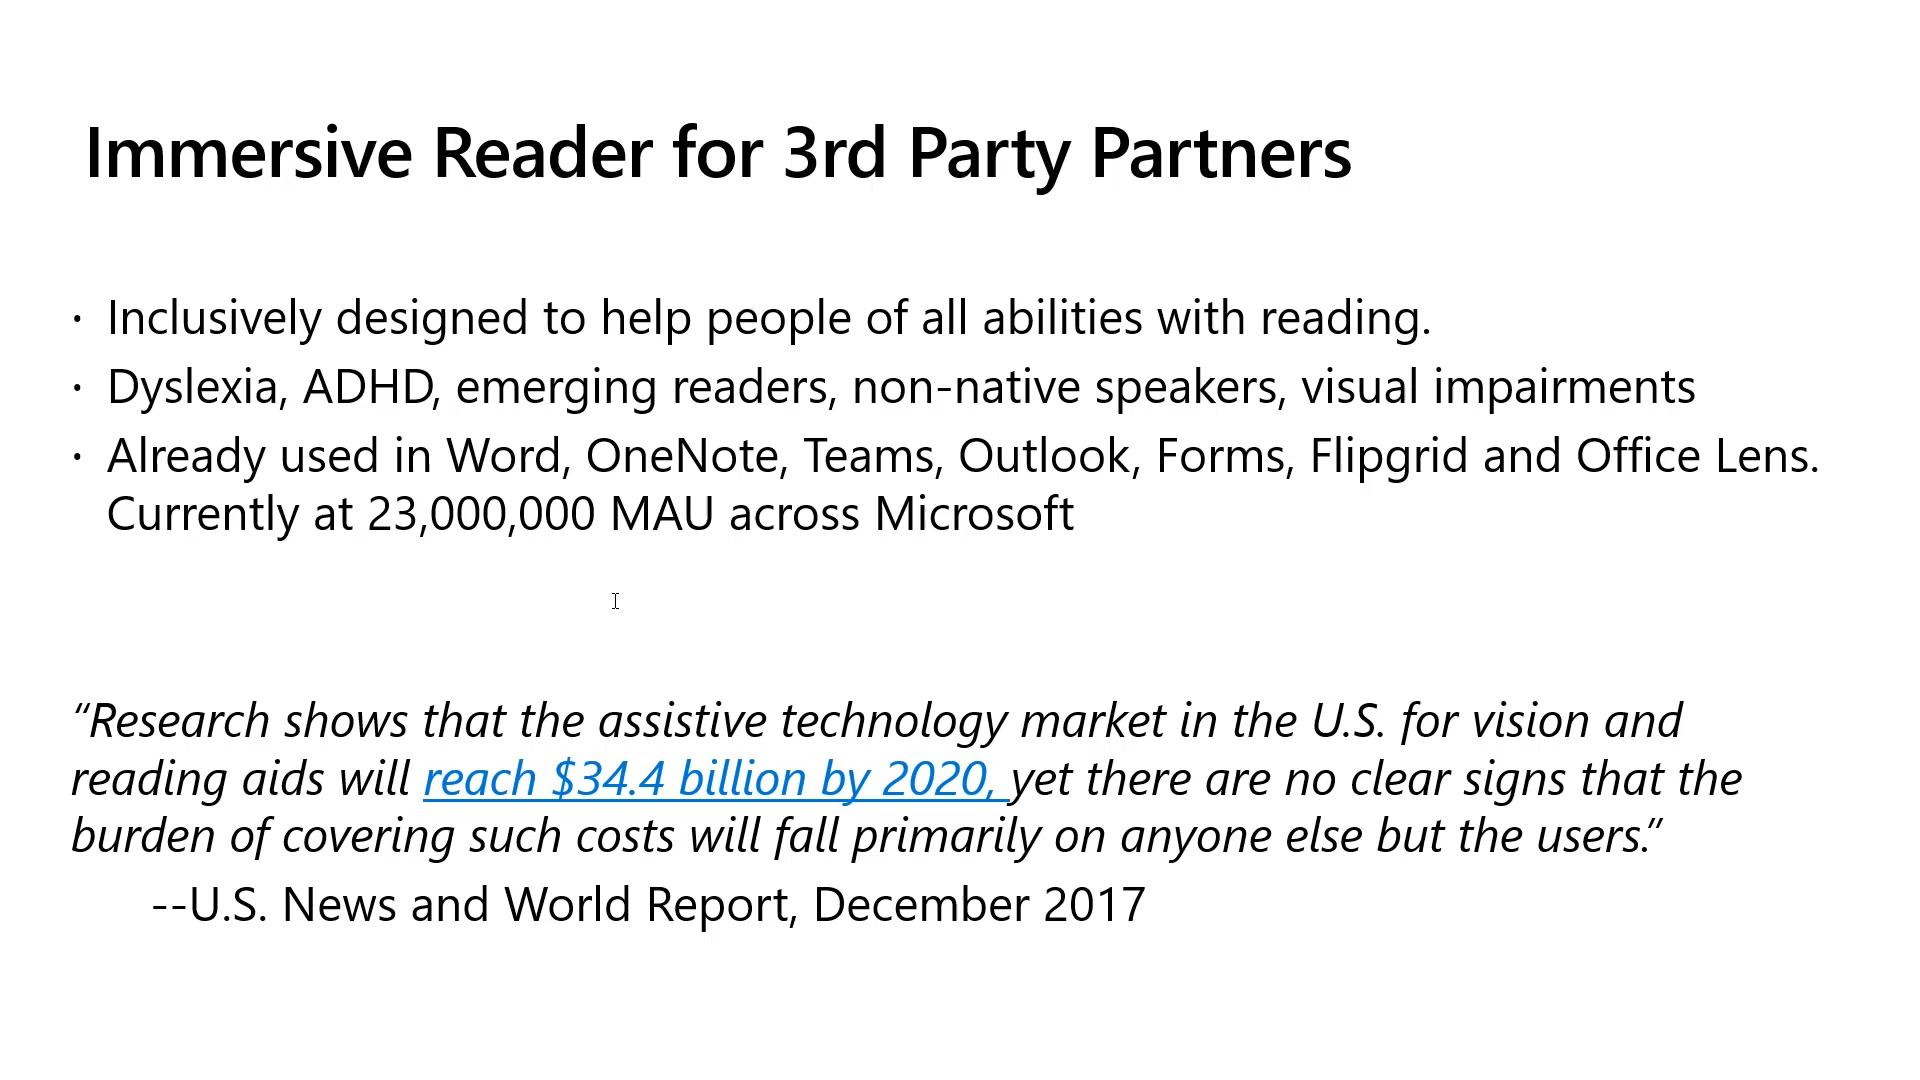 Immersive Reader for 3rd Party Partners
· Inclusively designed to help people of all abilities with reading.
· Dyslexia, ADHD, emerging readers, non-native speakers, visual impairments
· Already used in Word, OneNote, Teams, Outlook, Forms, Flipgrid and Office Lens.
Currently at 23,000,000 MAU across Microsoft
“Research shows that the assistive technology market in the U.S. for vision and
reading aids will reach $34.4 billion by 2020, yet there are no clear signs that the
burden of covering such costs will fall primarily on anyone else but the users.”
--U.S. News and World Report, December 2017